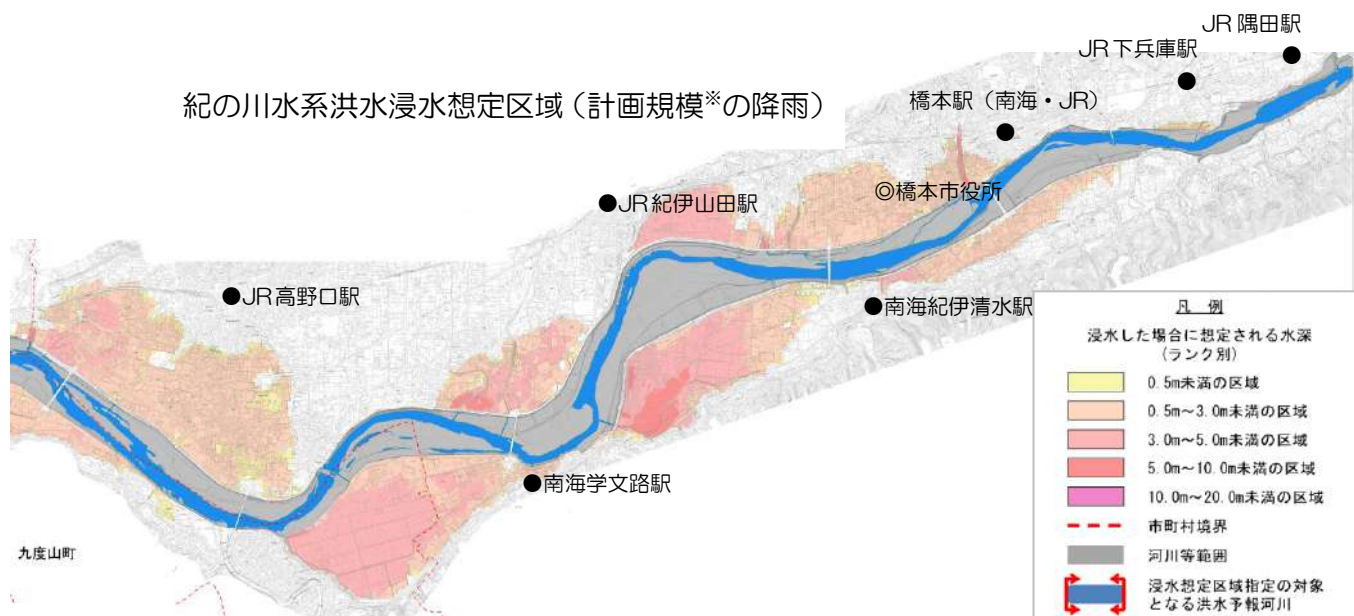 JR 隅田駅
JR 下兵庫駅
紀の川水系洪水浸水想定区域（計画規模※の降雨）
橋本駅（南海・JR）
◎橋本市役所
●JR 紀伊山田駅
●JR 高野口駅
●南海紀伊清水駅
●南海学文路駅
九度山町
凡 例
浸水した場合に想定される水深
(ランク別)
0.5m未満の区域
0.5m～3.0m未満の区域
3.0m～5.0m未満の区域
5.0m～10.0m未満の区域
10.0m～20.0m未満の区域
市町村境界
河川等範囲
浸水想定区域指定の対象
となる洪水予報河川